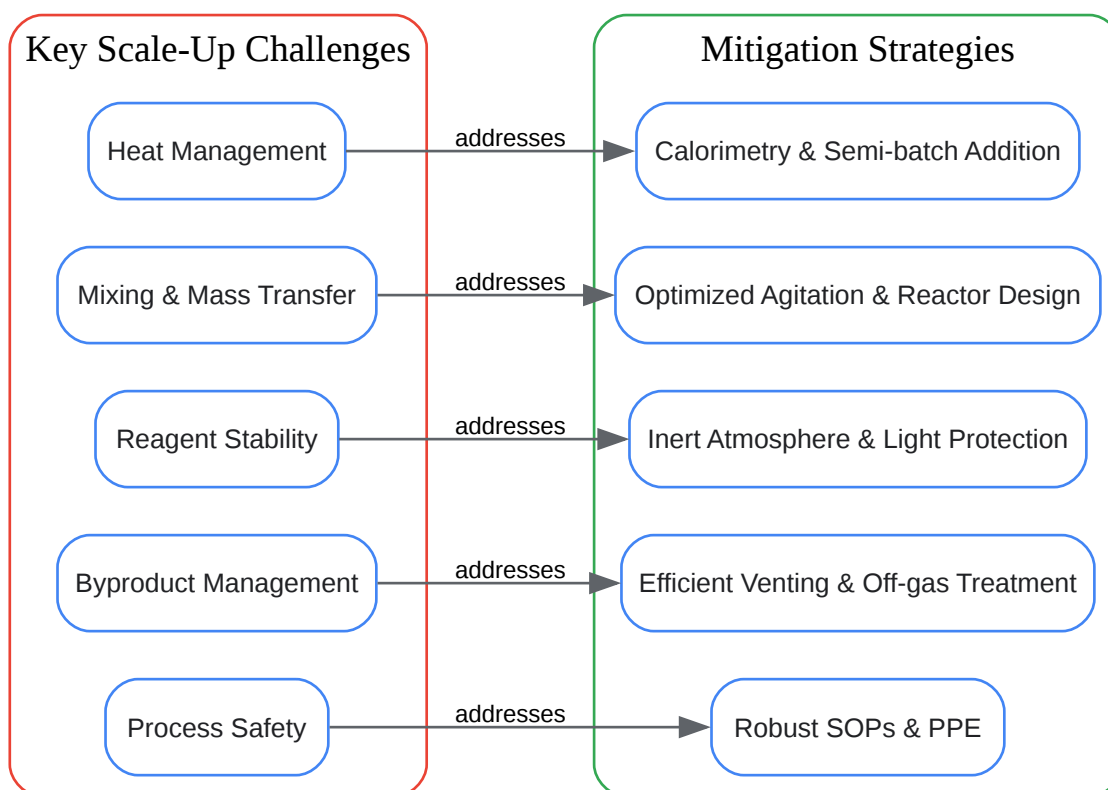 Key Scale-Up Challenges
Mitigation Strategies
Heat Management
addresses
Calorimetry & Semi-batch Addition
Mixing & Mass Transfer
addresses
Optimized Agitation & Reactor Design
Reagent Stability
addresses
Inert Atmosphere & Light Protection
Byproduct Management
addresses
Efficient Venting & Off-gas Treatment
Process Safety
addresses
Robust SOPs & PPE